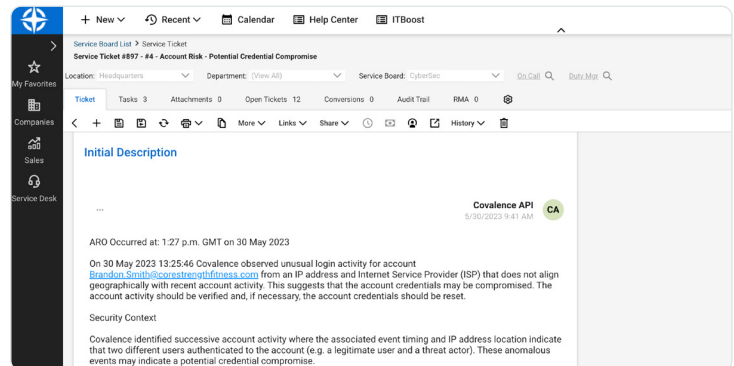 New Recent Calendar Help Center ITBoost
Service Board List > Service Ticket
Service Ticket #897 - #4 - Account Risk - Potential Credential Compromise
Location: Headquarters Department: (View All) Service Board: CyberSec On Call Duty Mgr
My Favorites
Companies
Sales
Service Desk
Ticket Tasks 3 Attachments 0 Open Tickets 12 Conversions 0 Audit Trail RMA 0
More Links Share History
Initial Description
...
Covalence API
CA
5/30/2023 9:41 AM
ARO Occurred at: 1:27 p.m. GMT on 30 May 2023
On 30 May 2023 13:25:46 Covalence observed unusual login activity for account
Brandon.Smith@corestrengthfitness.com from an IP address and Internet Service Provider (ISP) that does not align
geographically with recent account activity. This suggests that the account credentials may be compromised. The
account activity should be verified and, if necessary, the account credentials should be reset.
Security Context
Covalence identified successive account activity where the associated event timing and IP address location indicate
that two different users authenticated to the account (e.g. a legitimate user and a threat actor). These anomalous
events may indicate a potential credential compromise.